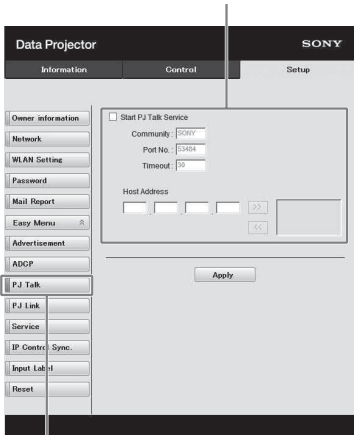 Data Projector
SONY
Information Control Setup
Owner information
Network
WLAN Setting
Password
Mail Report
Easy Menu
Advertisement
ADCP
PJ Talk
PJ Link
Service
IP Control Sync.
Input Label
Reset
Start PJ Talk Service
Community: SONY
Port No.: 53484
Timeout: 30
Host Address
. . .
>>
<<
Apply